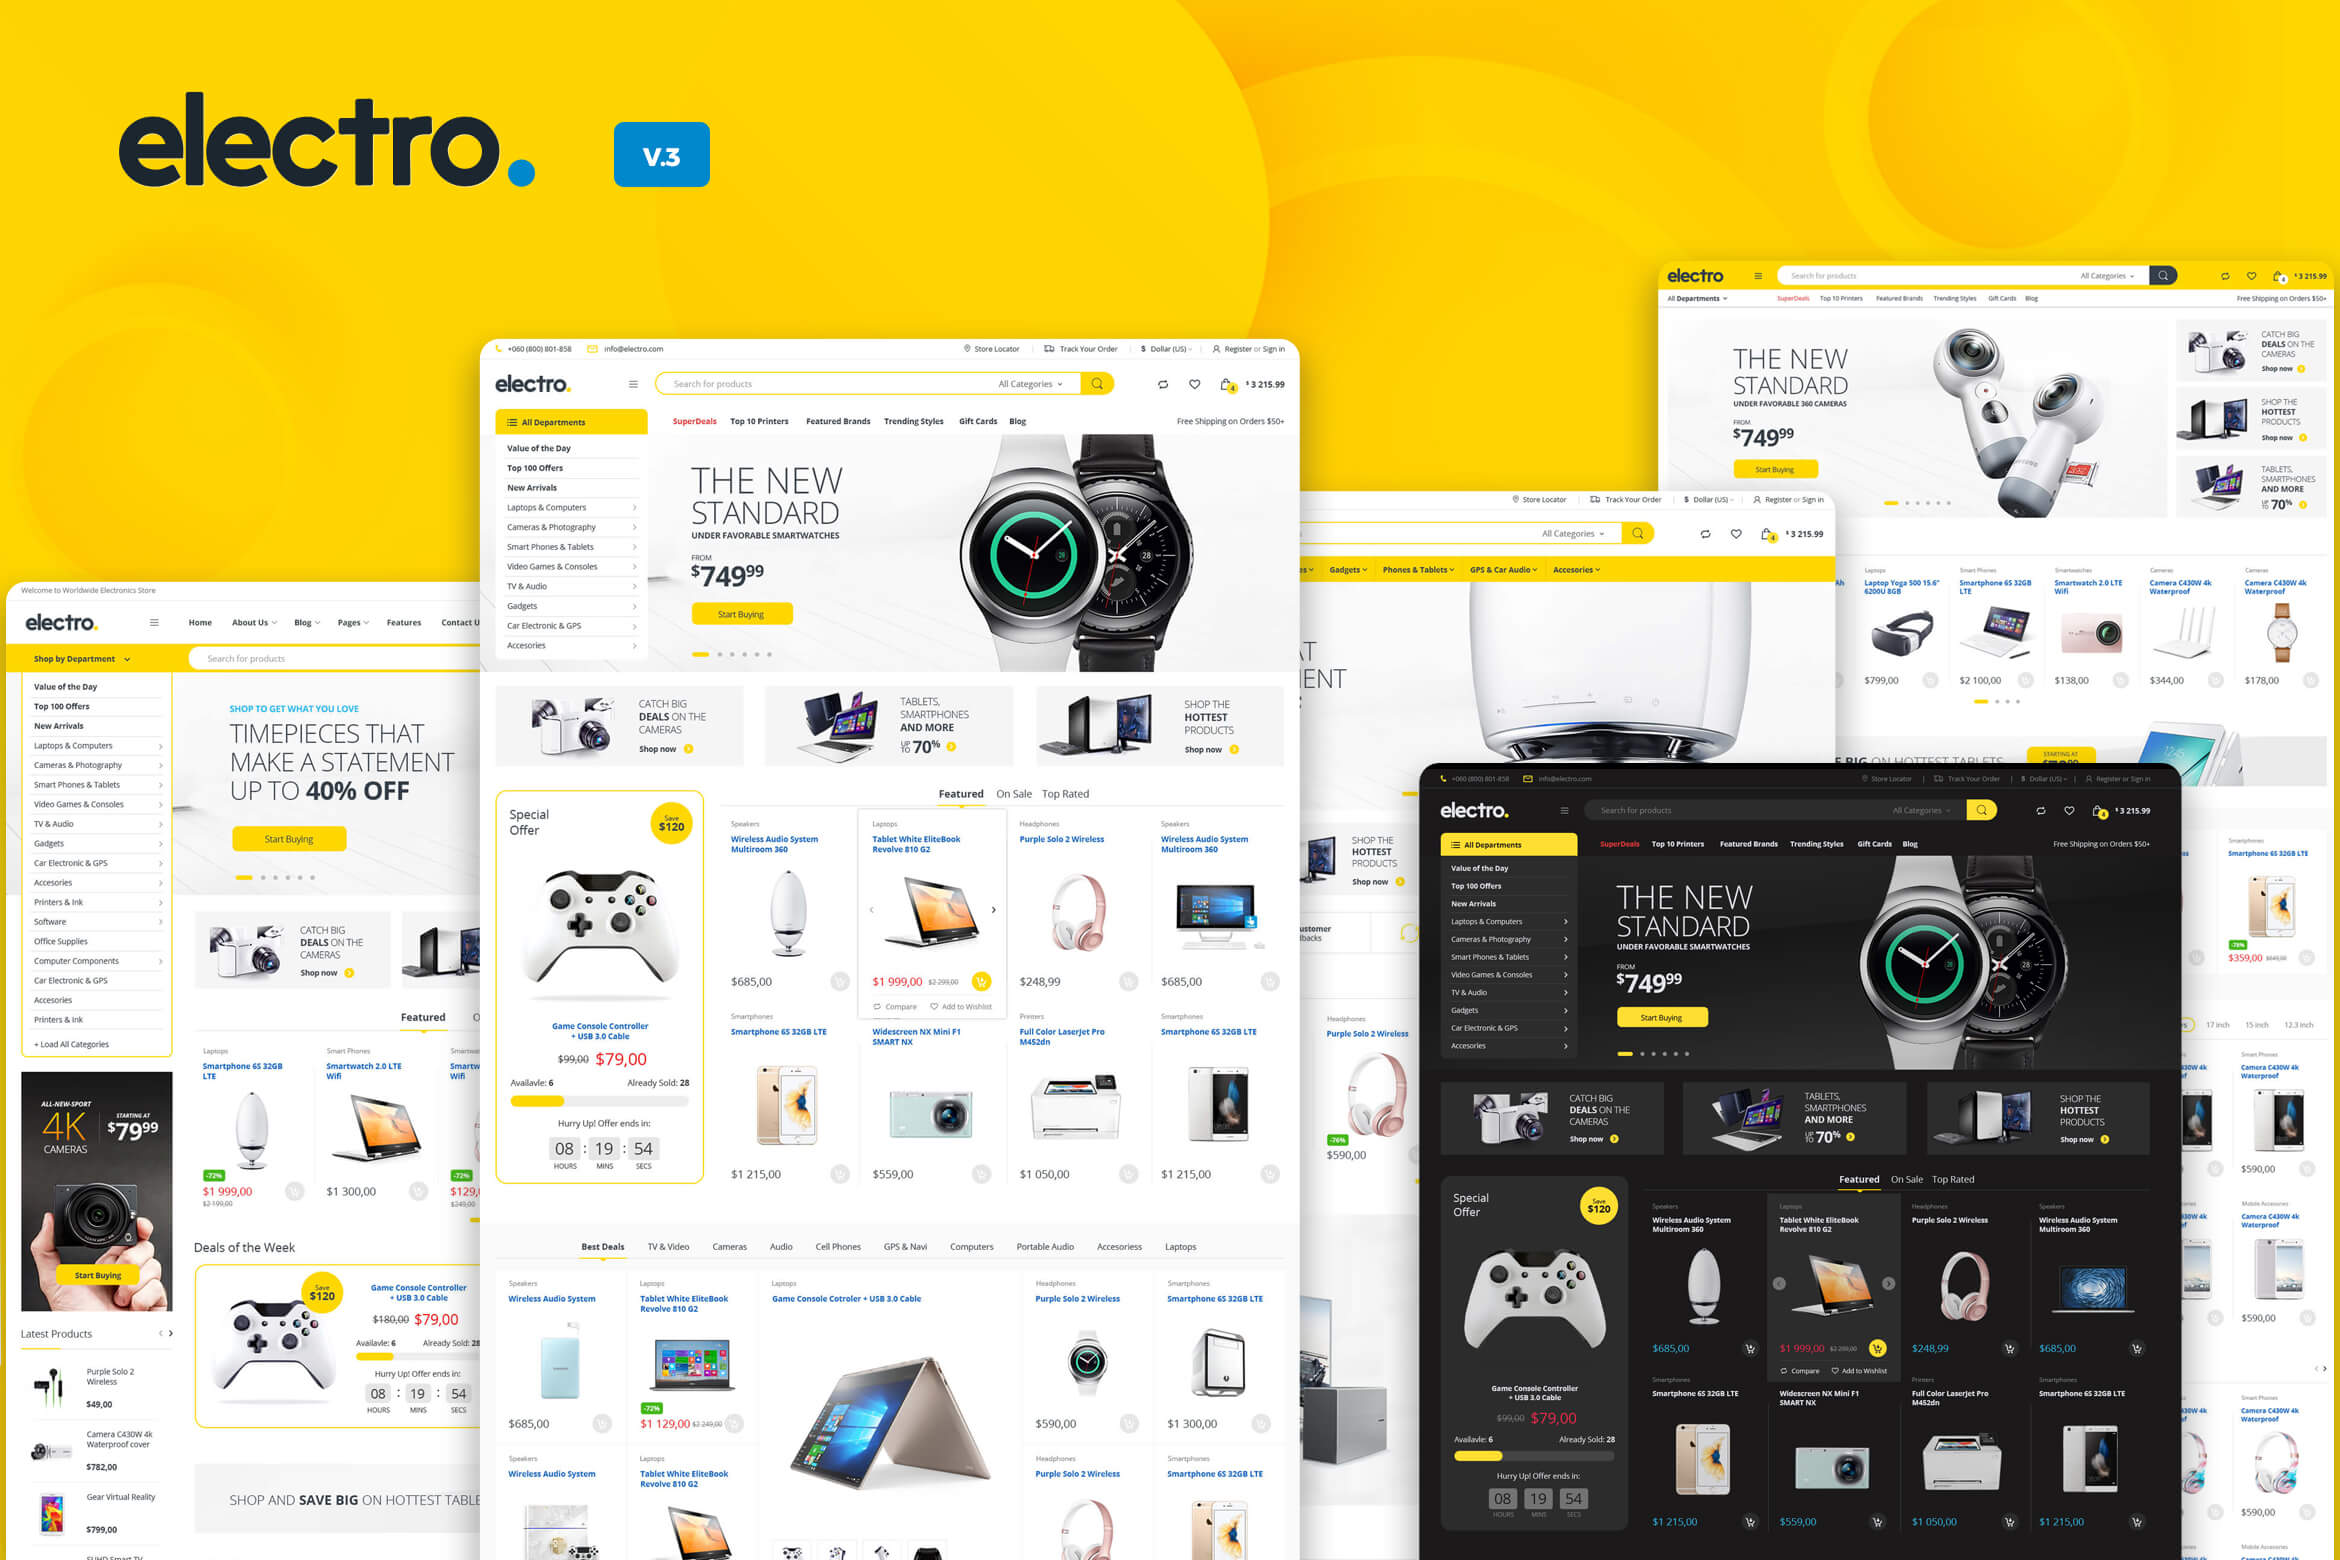 electro.
V.3
Welcome to Worldwide Electronics Store
electro.
Home
About Us
Blog
Pages
Features
Contact U
Shop by Department
Search for products
Value of the Day
Top 100 Offers
New Arrivals
Laptops & Computers
Cameras & Photography
Smart Phones & Tablets
Video Games & Consoles
TV & Audio
Gadgets
Car Electronic & GPS
Accesories
Printers & Ink
Software
Office Supplies
Computer Components
Car Electronic & GPS
Accesories
Printers & Ink
+ Load All Categories
SHOP TO GET WHAT YOU LOVE
TIMEPIECES THAT
MAKE A STATEMENT
UP TO 40% OFF
Start Buying
CATCH BIG
DEALS ON THE
CAMERAS
Shop now
Featured
Laptops
Smartphone 6S 32GB
LTE
-72%
$1 999,00
$2 199,00
Smart Phones
Smartwatch 2.0 LTE
Wifi
$1 300,00
Smartwa
Smartw
Wifi
-72%
$129,
$249,00
ALL-NEW-SPORT
4K
CAMERAS
STARTING AT
$79 99
Start Buying
Deals of the Week
Save
$120
Game Console Controller
+ USB 3.0 Cable
$180,00 $79,00
Availavle: 6
Already Sold: 28
Hurry Up! Offer ends in:
08 : 19 : 54
HOURS MINS SECS
Latest Products
Purple Solo 2
Wireless
$49,00
Camera C430W 4k
Waterproof cover
$782,00
Gear Virtual Reality
$799,00
SUHD Smart TV
SHOP AND SAVE BIG ON HOTTEST TABLE
+060 (800) 801-858
info@electro.com
Store Locator
Track Your Order
$ Dollar (US)
Register or Sign in
electro.
Search for products
All Categories
4
$3 215.99
All Departments
SuperDeals
Top 10 Printers
Featured Brands
Trending Styles
Gift Cards
Blog
Free Shipping on Orders $50+
Value of the Day
Top 100 Offers
New Arrivals
Laptops & Computers
Cameras & Photography
Smart Phones & Tablets
Video Games & Consoles
TV & Audio
Gadgets
Car Electronic & GPS
Accesories
THE NEW
STANDARD
UNDER FAVORABLE SMARTWATCHES
FROM
$749 99
Start Buying
28
28
CATCH BIG
DEALS ON THE
CAMERAS
Shop now
TABLETS,
SMARTPHONES
AND MORE
UP TO 70%
SHOP THE
HOTTEST
PRODUCTS
Shop now
Special
Offer
Save
$120
Game Console Controller
+ USB 3.0 Cable
$99,00 $79,00
Availavle: 6
Already Sold: 28
Hurry Up! Offer ends in:
08 : 19 : 54
HOURS MINS SECS
Featured
On Sale
Top Rated
Speakers
Wireless Audio System
Multiroom 360
$685,00
Laptops
Tablet White EliteBook
Revolve 810 G2
$1 999,00 $2 299,00
Compare
Add to Wishlist
Headphones
Purple Solo 2 Wireless
$248,99
Speakers
Wireless Audio System
Multiroom 360
$685,00
Smartphones
Smartphone 6S 32GB LTE
$1 215,00
Widescreen NX Mini F1
SMART NX
$559,00
Printers
Full Color LaserJet Pro
M452dn
$1 050,00
Smartphones
Smartphone 6S 32GB LTE
$1 215,00
Best Deals
TV & Video
Cameras
Audio
Cell Phones
GPS & Navi
Computers
Portable Audio
Accesoriess
Laptops
Speakers
Wireless Audio System
$685,00
Laptops
Tablet White EliteBook
Revolve 810 G2
-72%
$1 129,00 $2 249,00
Laptops
Game Console Cotroler + USB 3.0 Cable
Headphones
Purple Solo 2 Wireless
$590,00
Smartphones
Smartphone 6S 32GB LTE
$1 300,00
Speakers
Wireless Audio System
Laptops
Tablet White EliteBook
Revolve 810 G2
Headphones
Purple Solo 2 Wireless
Smartphones
Smartphone 6S 32GB LTE
Store Locator
Track Your Order
$ Dollar (US)
Register or Sign in
All Categories
4
$3 215.99
Gadgets
Phones & Tablets
GPS & Car Audio
Accesories
AT
ENT
SHOP THE
HOTTEST
PRODUCTS
Shop now
ustomer
lbacks
Headphones
Purple Solo 2 Wireless
-76%
$590,00
electro
Search for products
All Categories
4
$3 215.99
All Departments
SuperDeals
Top 10 Printers
Featured Brands
Trending Styles
Gift Cards
Blog
Free Shipping on Orders $50+
THE NEW
STANDARD
UNDER FAVORABLE 360 CAMERAS
FROM
$749 99
Start Buying
CATCH BIG
DEALS ON THE
CAMERAS
Shop now
SHOP THE
HOTTEST
PRODUCTS
Shop now
TABLETS,
SMARTPHONES
AND MORE
UP TO 70%
Laptops
Laptop Yoga 500 15.6"
6200U 8GB
$799,00
Smart Phones
Smartphone 6S 32GB
LTE
$2 100,00
Smartwatches
Smartwatch 2.0 LTE
Wifi
$138,00
Cameras
Camera C430W 4k
Waterproof
$344,00
Cameras
Camera C430W 4k
Waterproof
$178,00
BIG ON HOTTEST TABLETS
STARTING AT
Smartphones
Smartphone 6S 32GB LTE
-78%
$359,00
17 inch
15 inch
12.3 inch
Smart Phones
Camera C430W 4k
Waterproof
$590,00
Mobile Accesories
Camera C430W 4k
Waterproof
$590,00
Smart Phones
Camera C430W 4k
Waterproof
$590,00
Mobile Accesories
Camera C430W 4k
+060 (800) 801-858
info@electro.com
Store Locator
Track Your Order
$ Dollar (US)
Register or Sign in
electro.
Search for products
All Categories
4
$3 215.99
All Departments
SuperDeals
Top 10 Printers
Featured Brands
Trending Styles
Gift Cards
Blog
Free Shipping on Orders $50+
Value of the Day
Top 100 Offers
New Arrivals
Laptops & Computers
Cameras & Photography
Smart Phones & Tablets
Video Games & Consoles
TV & Audio
Gadgets
Car Electronic & GPS
Accesories
THE NEW
STANDARD
UNDER FAVORABLE SMARTWATCHES
FROM
$749 99
Start Buying
28
CATCH BIG
DEALS ON THE
CAMERAS
Shop now
TABLETS,
SMARTPHONES
AND MORE
UP TO 70%
SHOP THE
HOTTEST
PRODUCTS
Shop now
Special
Offer
Save
$120
Game Console Controller
+ USB 3.0 Cable
$99,00 $79,00
Availavle: 6
Already Sold: 28
Hurry Up! Offer ends in:
08 19 54
HOURS MINS SECS
Featured
On Sale
Top Rated
Speakers
Wireless Audio System
Multiroom 360
$685,00
Laptops
Tablet White EliteBook
Revolve 810 G2
$1 999,00 $2 299,00
Compare
Add to Wishlist
Headphones
Purple Solo 2 Wireless
$248,99
Speakers
Wireless Audio System
Multiroom 360
$685,00
Smartphones
Smartphone 6S 32GB LTE
$1 215,00
Widescreen NX Mini F1
SMART NX
$559,00
Printers
Full Color LaserJet Pro
M452dn
$1 050,00
Smartphones
Smartphone 6S 32GB LTE
$1 215,00